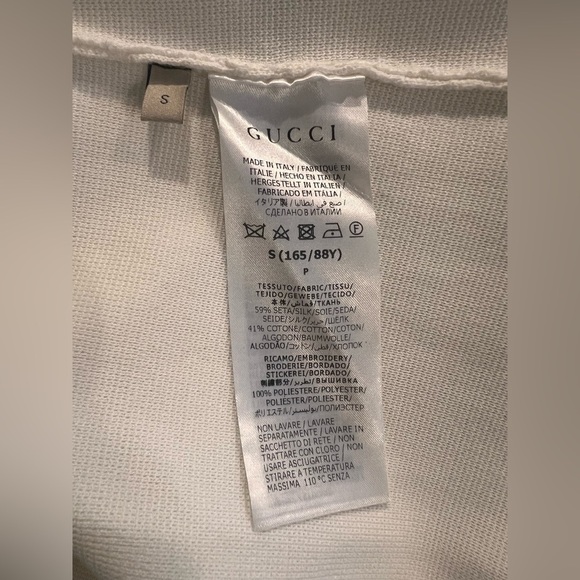 S
GUCCI
MADE IN ITALY / FABRIQUÉ EN
ITALIE / HECHO EN ITALIA /
HERGESTELLT IN ITALIEN /
FABRICADO EM ITALIA /
イタリア製 / صنع في ايطاليا /
СДЕЛАНО В ИТАЛИИ
F
S (165/88Y)
P
TESSUTO/FABRIC/TISSU/
TEJIDO/GEWEBE/TECIDO/
本体/قماش/ТКАНЬ
59% SETA/SILK/SOIE/SEDA/
SEIDE/シルク/حرير/ШЕЛК
41% COTONE/COTTON/COTON/
ALGODON/BAUMWOLLE/
ALGODÃO/コットン/قطن/ХЛОПОК
RICAMO/EMBROIDERY/
BRODERIE/BORDADO/
STICKEREI/BORDADO/
刺繍部分/تطريز/ВЫШИВКА
100% POLIESTERE/POLYESTER/
POLIESTER/POLYESTER/
POLIESTER/POLIÉSTER/
ポリエステル/بوليستر/ПОЛИЭСТЕР
NON LAVARE / LAVARE
SEPARATAMENTE / LAVARE IN
SACCHETTO DI RETE / NON
TRATTARE CON CLORO / NON
USARE ASCIUGATRICE /
STIRARE A TEMPERATURA
MASSIMA 110 °C SENZA